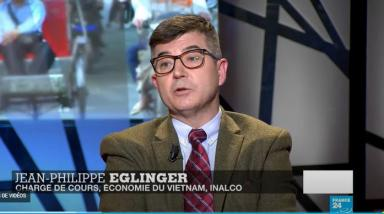 JEAN-PHILIPPE EGLINGER
CHARGÉ DE COURS, ÉCONOMIE DU VIETNAM, INALCO
S DE VIDÉOS
FRANCE
24